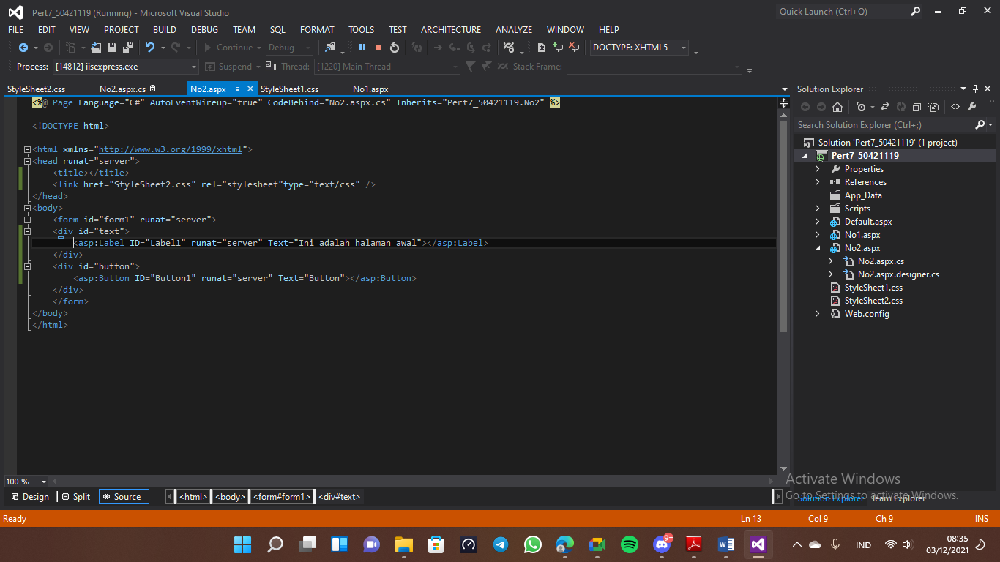 Pert7_50421119 (Running) - Microsoft Visual Studio
Quick Launch (Ctrl+Q)
FILE EDIT VIEW PROJECT BUILD DEBUG TEAM SQL FORMAT TOOLS TEST ARCHITECTURE ANALYZE WINDOW HELP
Continue Debug DOCTYPE: XHTML5
Process: [14812] iisexpress.exe Suspend Thread: [1220] Main Thread Stack Frame:
StyleSheet2.css No2.aspx.cs No2.aspx StyleSheet1.css No1.aspx
<%@ Page Language="C#" AutoEventWireup="true" CodeBehind="No2.aspx.cs" Inherits="Pert7_50421119.No2" %>
<!DOCTYPE html>
<html xmlns="http://www.w3.org/1999/xhtml">
<head runat="server">
<title></title>
<link href="StyleSheet2.css" rel="stylesheet"type="text/css" />
</head>
<body>
<form id="form1" runat="server">
<div id="text">
<asp:Label ID="Label1" runat="server" Text="Ini adalah halaman awal"></asp:Label>
</div>
<div id="button">
<asp:Button ID="Button1" runat="server" Text="Button"></asp:Button>
</div>
</form>
</body>
</html>
100 %
Design Split Source <html> <body> <form#form1> <div#text>
Solution Explorer
Search Solution Explorer (Ctrl+;)
Solution 'Pert7_50421119' (1 project)
Pert7_50421119
Properties
References
App_Data
Scripts
Default.aspx
No1.aspx
No2.aspx
No2.aspx.cs
No2.aspx.designer.cs
StyleSheet1.css
StyleSheet2.css
Web.config
Activate Windows
Go to Settings to activate Windows.
Solution Explorer Team Explorer
Ready Ln 13 Col 9 Ch 9 INS
9+
IND
08:35
03/12/2021